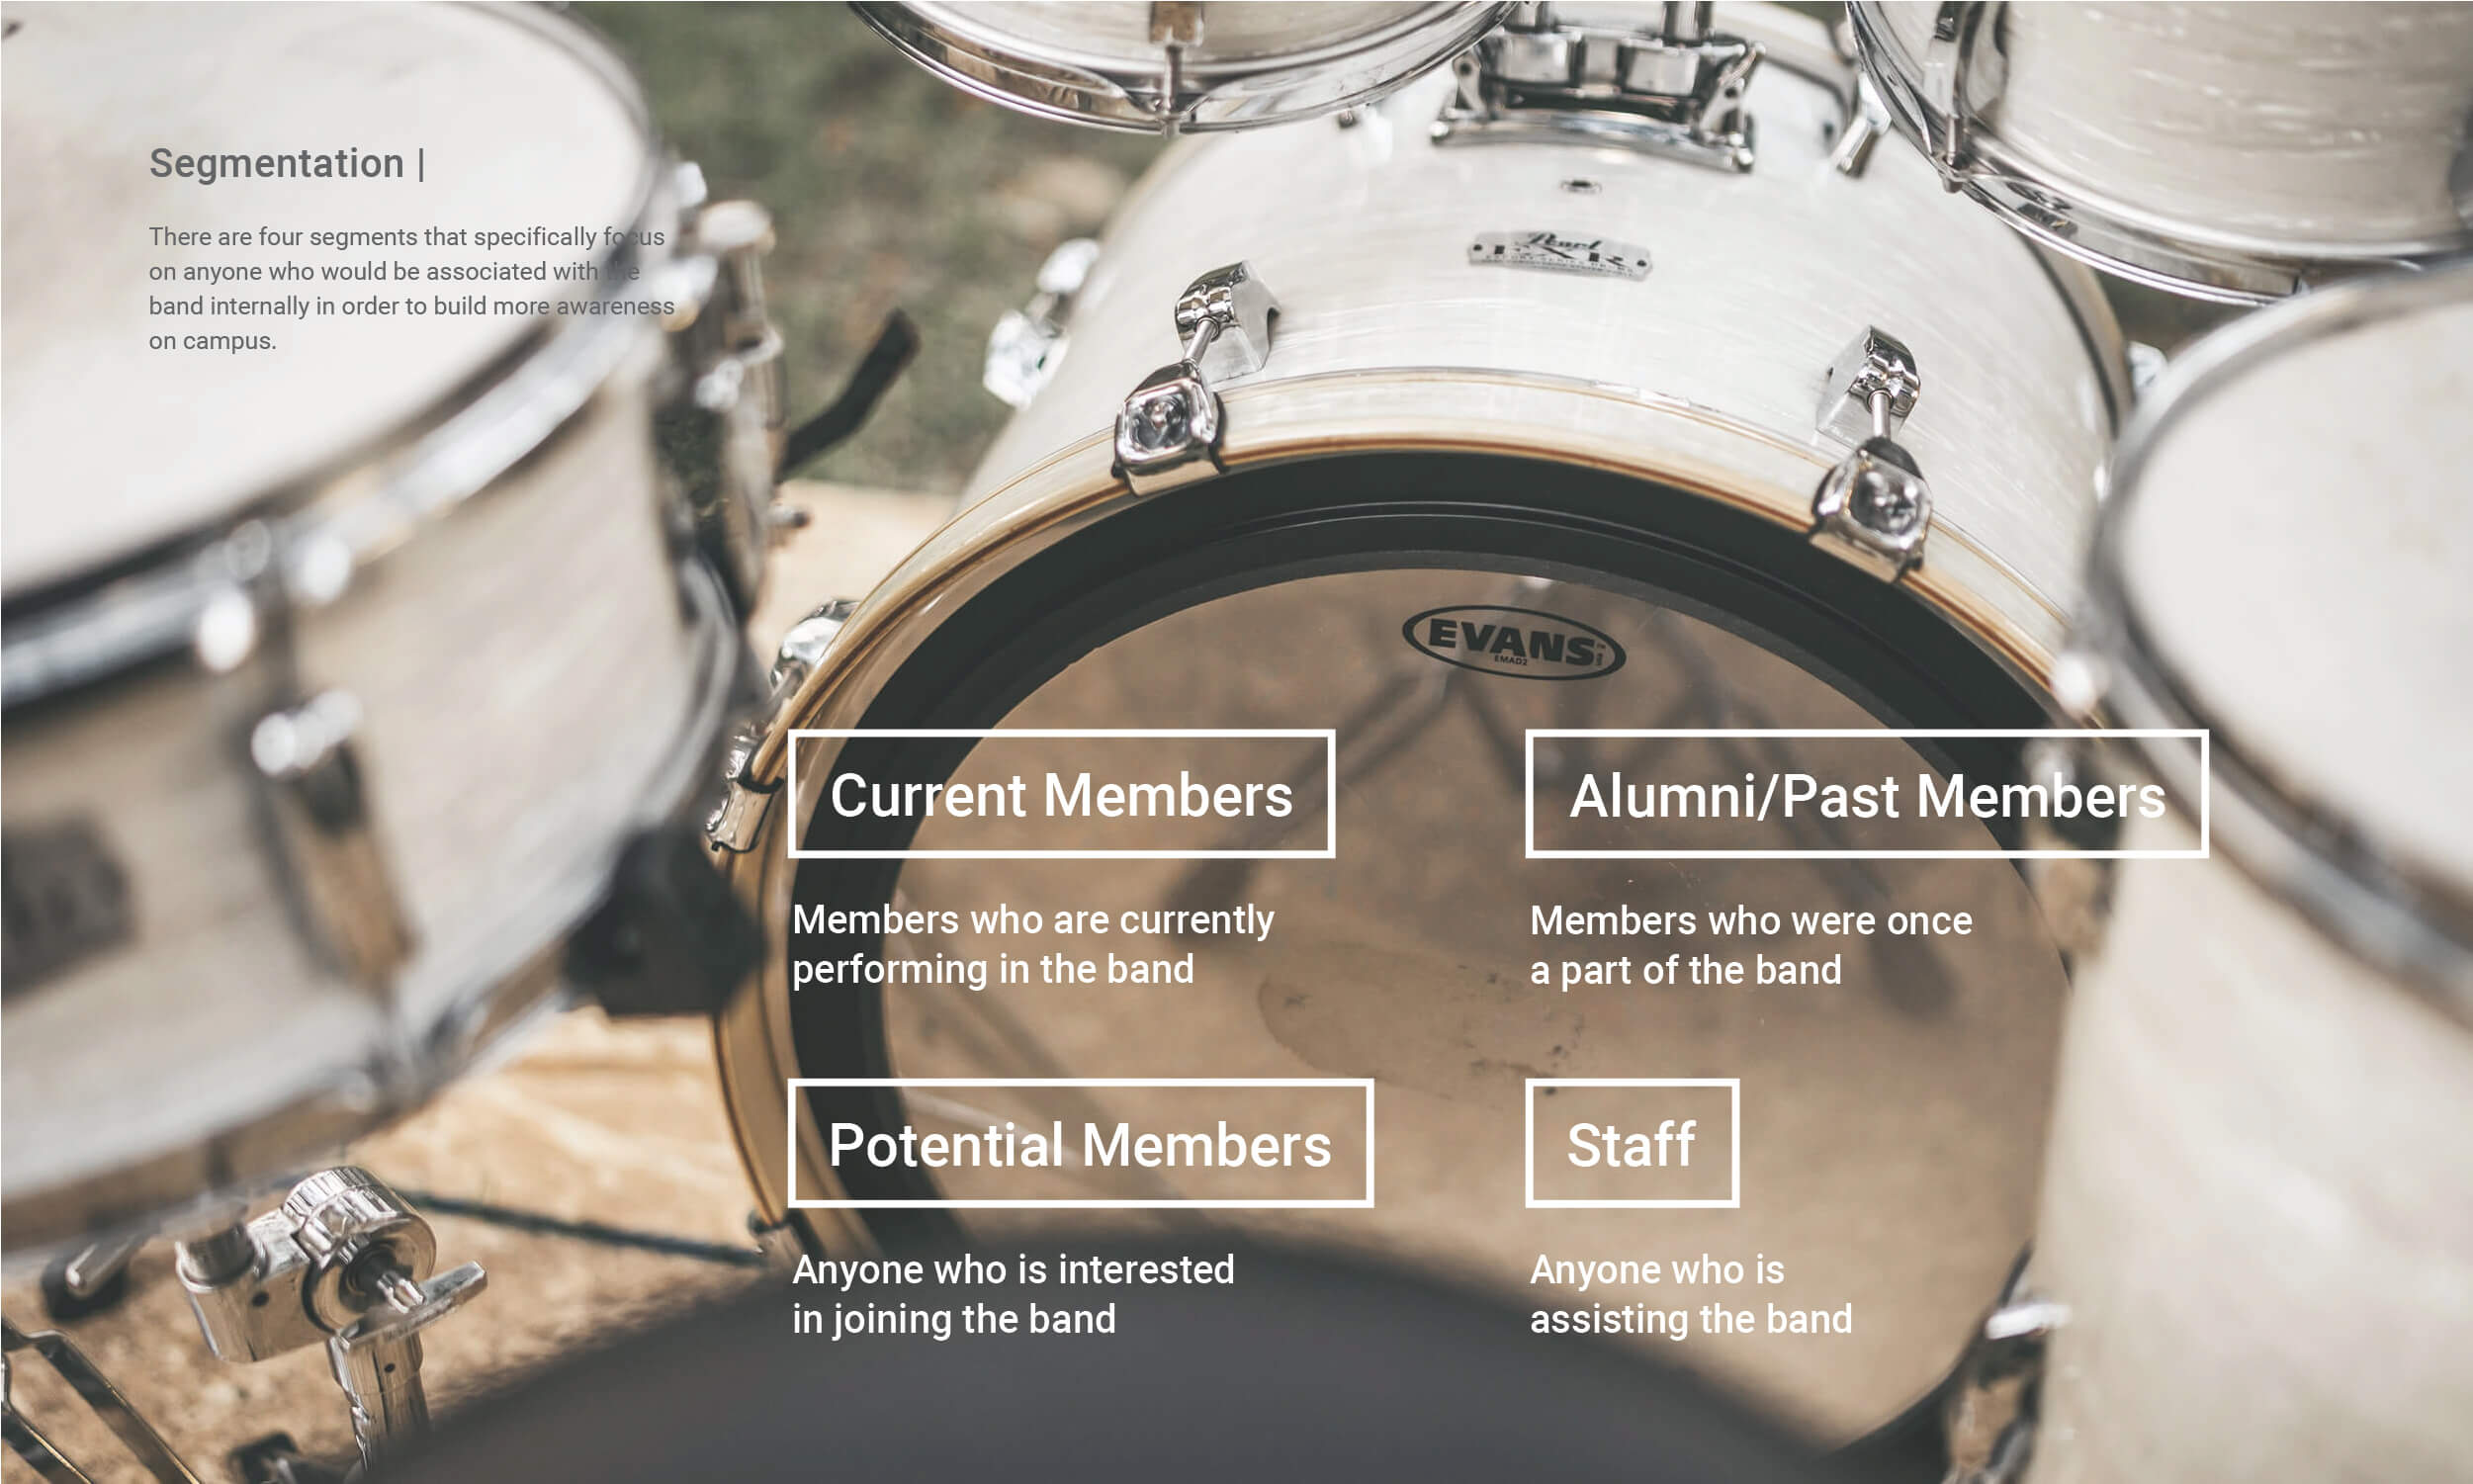 Segmentation |
There are four segments that specifically focus
on anyone who would be associated with the
band internally in order to build more awareness
on campus.
Pearl
EVANS
EMAD2
Current Members
Members who are currently
performing in the band
Alumni/Past Members
Members who were once
a part of the band
Potential Members
Anyone who is interested
in joining the band
Staff
Anyone who is
assisting the band